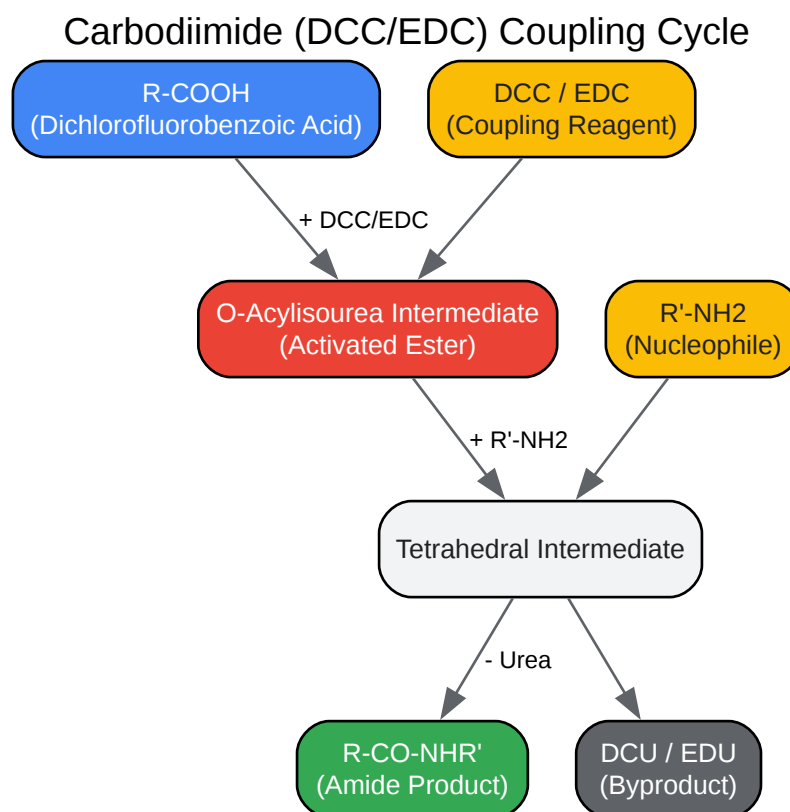 Carbodiimide (DCC/EDC) Coupling Cycle
R-COOH
(Dichlorofluorobenzoic Acid)
DCC / EDC
(Coupling Reagent)
+ DCC/EDC
O-Acylisourea Intermediate
(Activated Ester)
R'-NH2
(Nucleophile)
+ R'-NH2
Tetrahedral Intermediate
- Urea
R-CO-NHR'
(Amide Product)
DCU / EDU
(Byproduct)